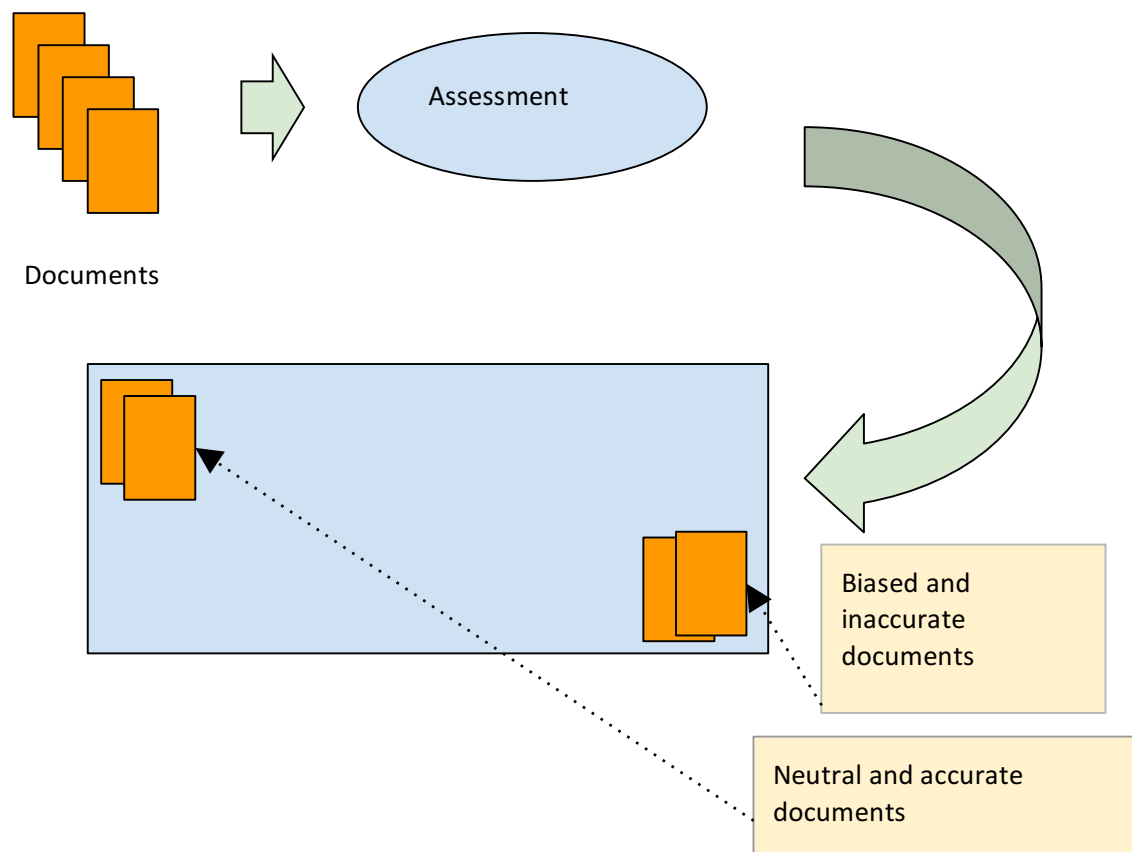 Assessment
Documents
Biased and
inaccurate
documents
Neutral and accurate
documents